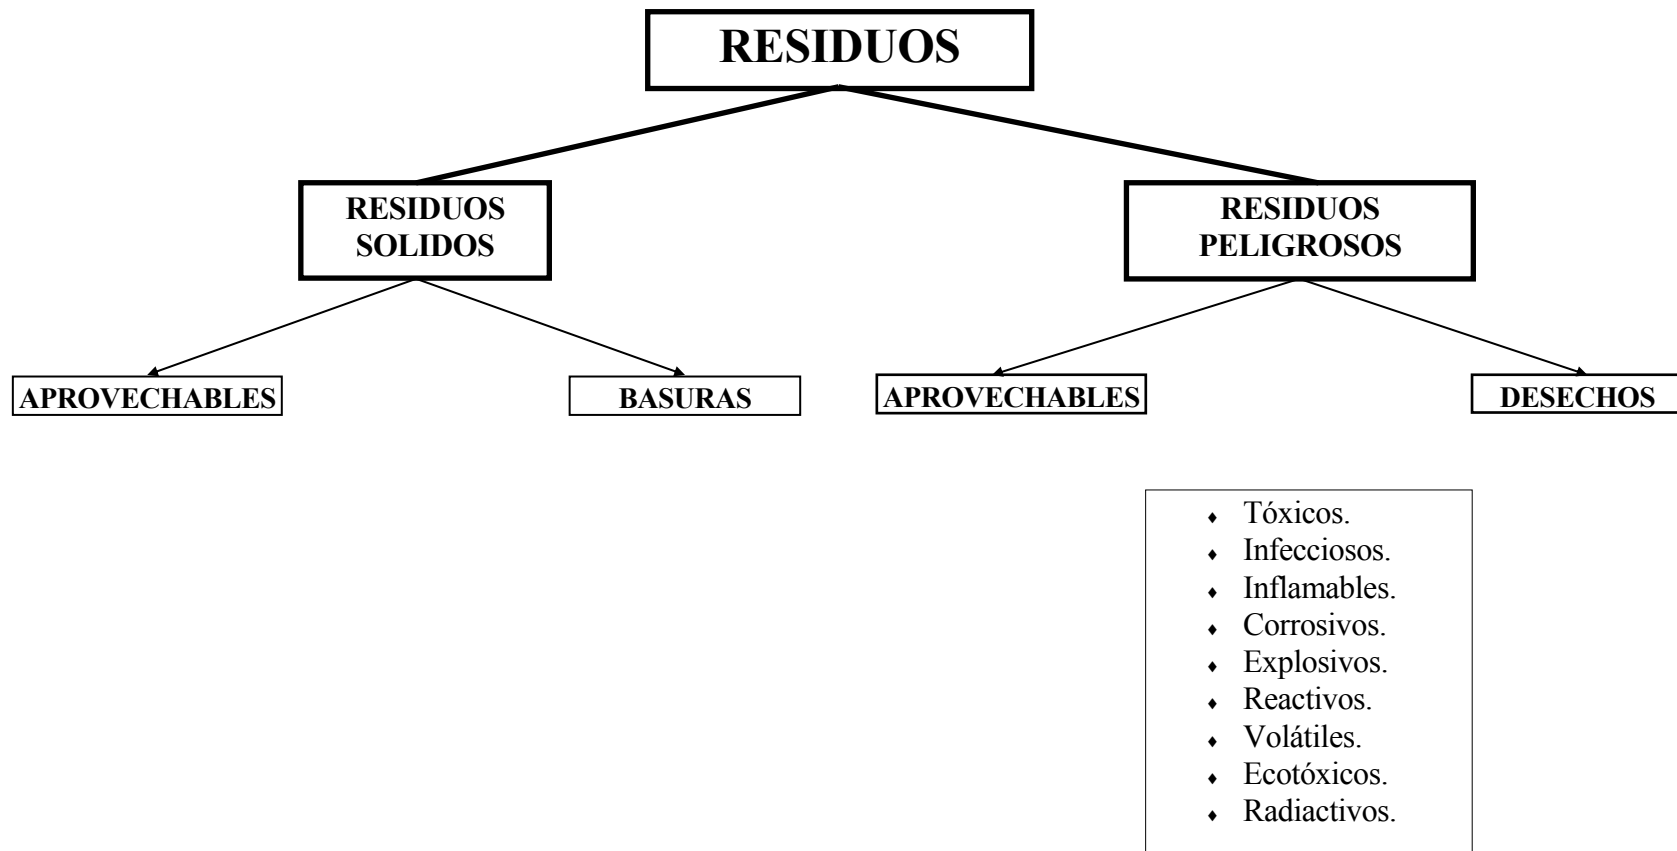 RESIDUOS
RESIDUOS
SOLIDOS
RESIDUOS
PELIGROSOS
APROVECHABLES
BASURAS
APROVECHABLES
DESECHOS
Tóxicos.
Infecciosos.
Inflamables.
Corrosivos.
Explosivos.
Reactivos.
Volátiles.
Ecotóxicos.
Radiactivos.